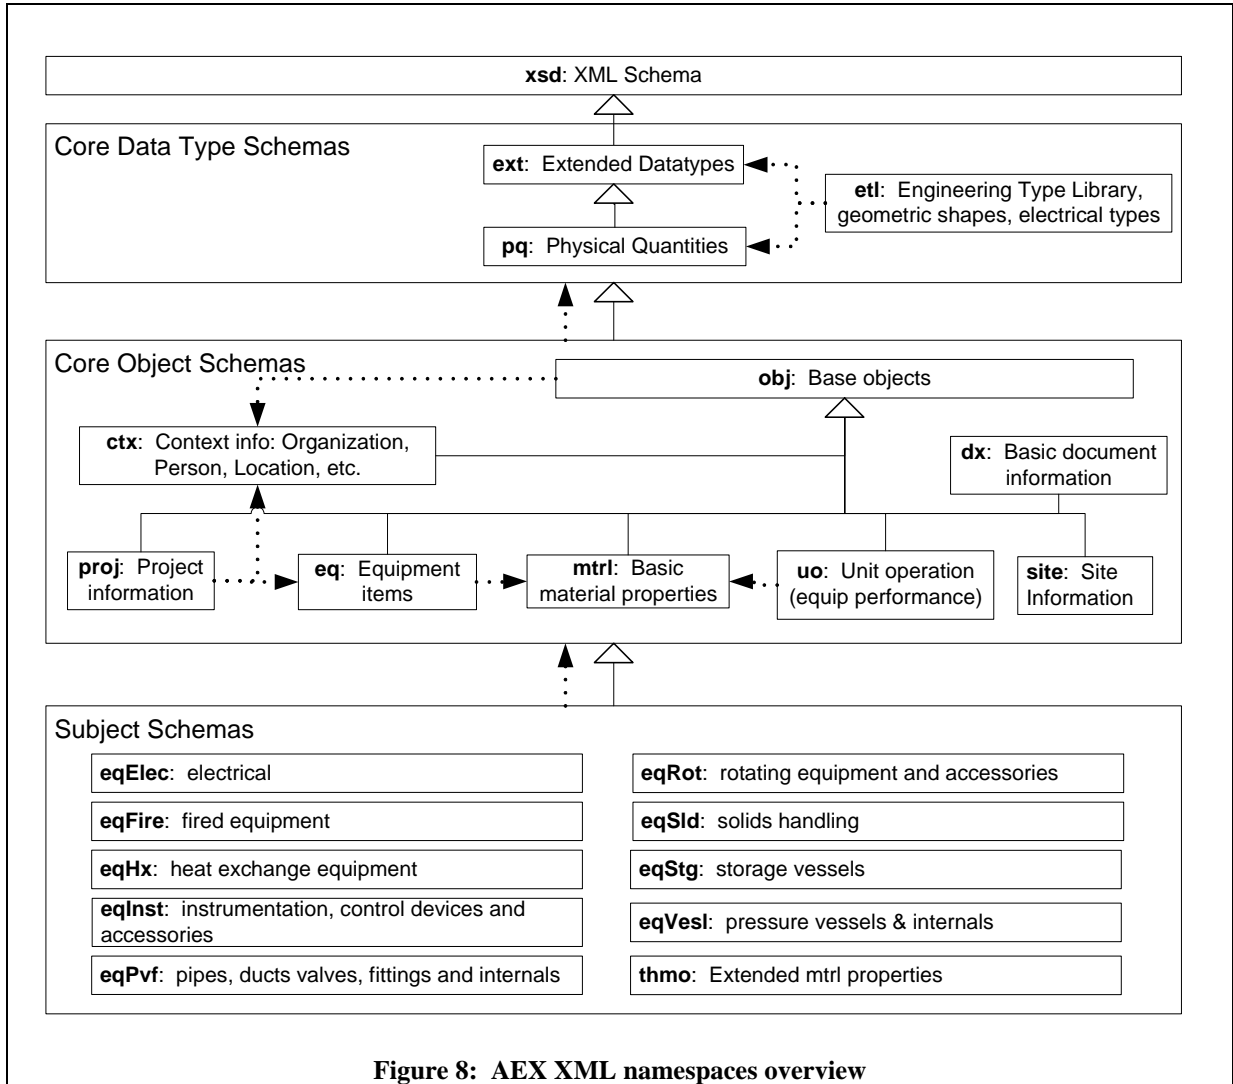 xsd: XML Schema
Core Data Type Schemas
ext: Extended Datatypes
etl: Engineering Type Library,
geometric shapes, electrical types
pq: Physical Quantities
Core Object Schemas
obj: Base objects
ctx: Context info: Organization,
Person, Location, etc.
dx: Basic document
information
proj: Project
information
eq: Equipment
items
mtrl: Basic
material properties
uo: Unit operation
(equip performance)
site: Site
Information
Subject Schemas
eqElec: electrical
eqFire: fired equipment
eqHx: heat exchange equipment
eqInst: instrumentation, control devices and
accessories
eqPvf: pipes, ducts valves, fittings and internals
eqRot: rotating equipment and accessories
eqSld: solids handling
eqStg: storage vessels
eqVesl: pressure vessels & internals
thmo: Extended mtrl properties
Figure 8: AEX XML namespaces overview